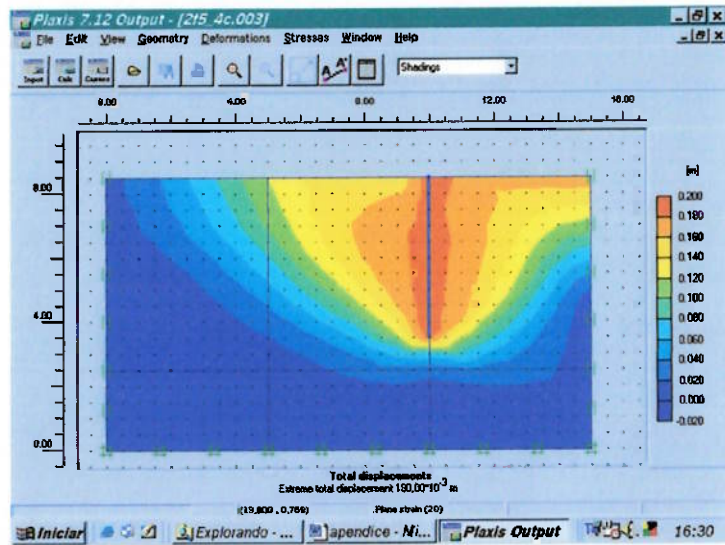 Plaxis 7.12 Output - [2f5_4c.003]
File Edit View Geometry Deformations Stresses Window Help
Input Calc Curves
Shadings
0.00 4.00 8.00 12.00 16.00
8.00
4.00
0.00
[m]
0.200
0.180
0.160
0.140
0.120
0.100
0.080
0.060
0.040
0.020
0.000
-0.020
Total displacements
Extreme total displacement 190,00*10-3 m
Plane strain (20)
Iniciar
Explorando - ...
apendice - Mi...
Plaxis Output
16:30